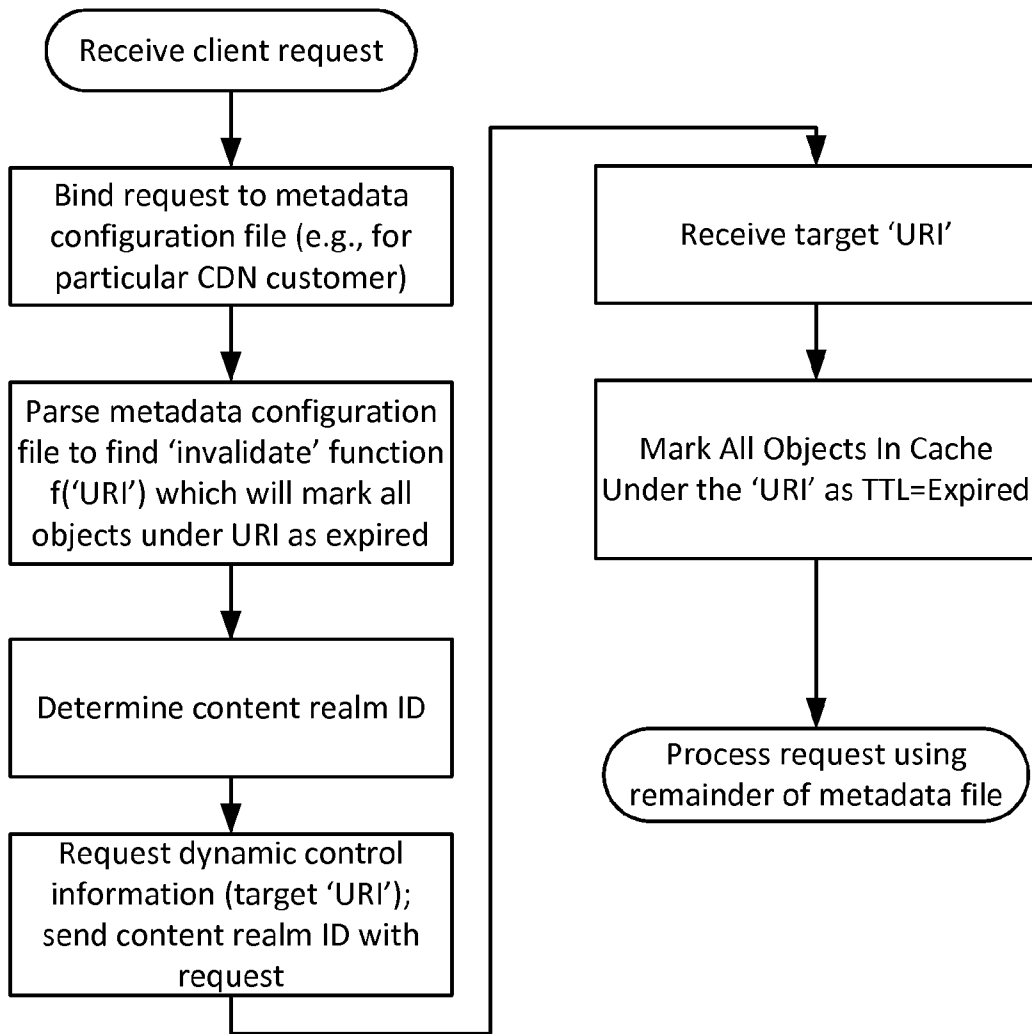 Receive client request
Bind request to metadata
configuration file (e.g., for
particular CDN customer)
Parse metadata configuration
file to find ‘invalidate’ function
f(‘URI’) which will mark all
objects under URI as expired
Determine content realm ID
Request dynamic control
information (target ‘URI’);
send content realm ID with
request
Receive target ‘URI’
Mark All Objects In Cache
Under the ‘URI’ as TTL=Expired
Process request using
remainder of metadata file